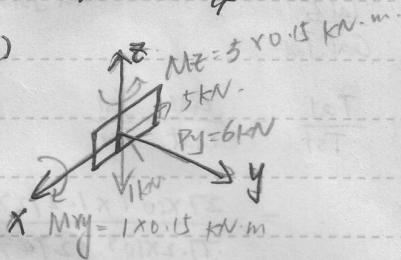 )
z
Mz = 5 x 0.15 KN.m.
5KN.
Py=6KN
1KN
y
x
Mxy = 1 x 0.15 KN.m